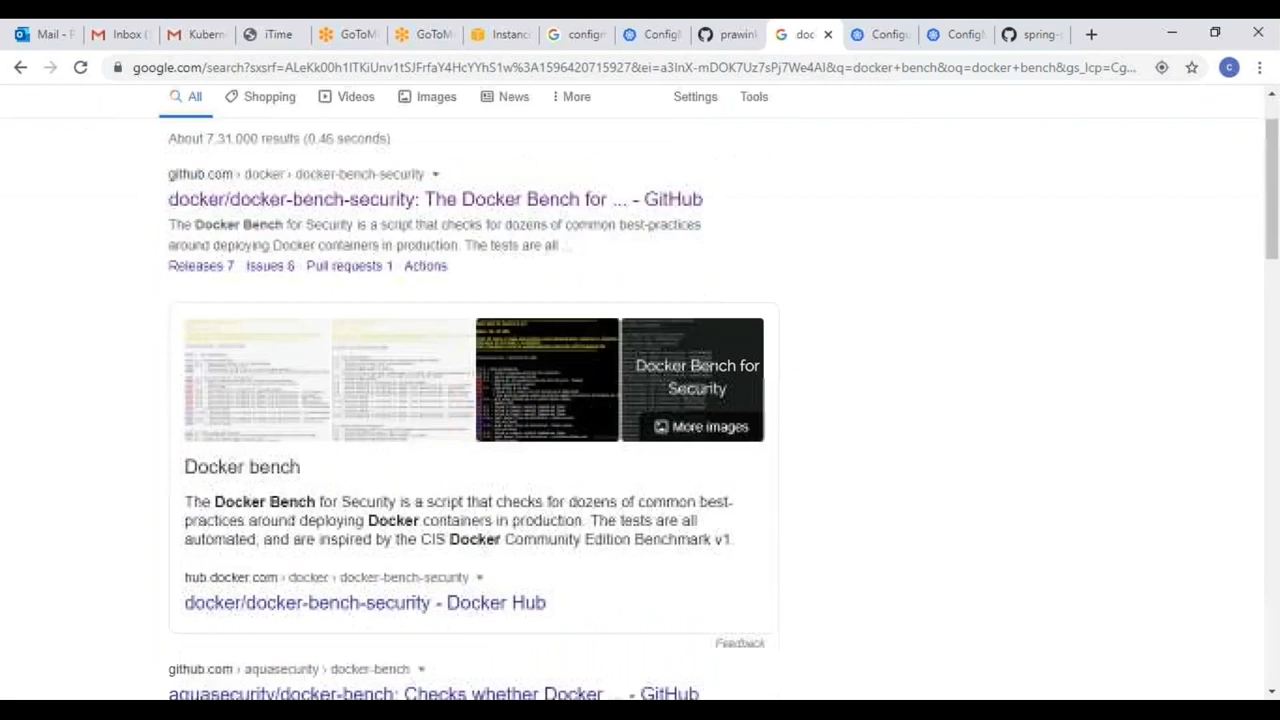 Mail - F
Inbox (
Kubern
iTime
GoToM
GoToM
Instanc
config
ConfigM
prawin
doc
Configu
ConfigM
spring-
google.com/search?sxsrf=ALeKk00h1lTKiUnv1tSJFrfaY4HcYYhS1w%3A1596420715927&ei=a3InX-mDOK7Uz7sPj7We4AI&q=docker+bench&oq=docker+bench&gs_lcp=Cg...
All
Shopping
Videos
Images
News
More
Settings
Tools
About 7,31,000 results (0.46 seconds)
github.com › docker › docker-bench-security
docker/docker-bench-security: The Docker Bench for ... - GitHub
The Docker Bench for Security is a script that checks for dozens of common best-practices
around deploying Docker containers in production. The tests are all ...
Releases 7 Issues 6 Pull requests 1 Actions
Docker Bench for
Security
More images
Docker bench
The Docker Bench for Security is a script that checks for dozens of common best-
practices around deploying Docker containers in production. The tests are all
automated, and are inspired by the CIS Docker Community Edition Benchmark v1.
hub.docker.com › docker › docker-bench-security
docker/docker-bench-security - Docker Hub
Feedback
github.com › aquasecurity › docker-bench
aquasecurity/docker-bench: Checks whether Docker ... - GitHub